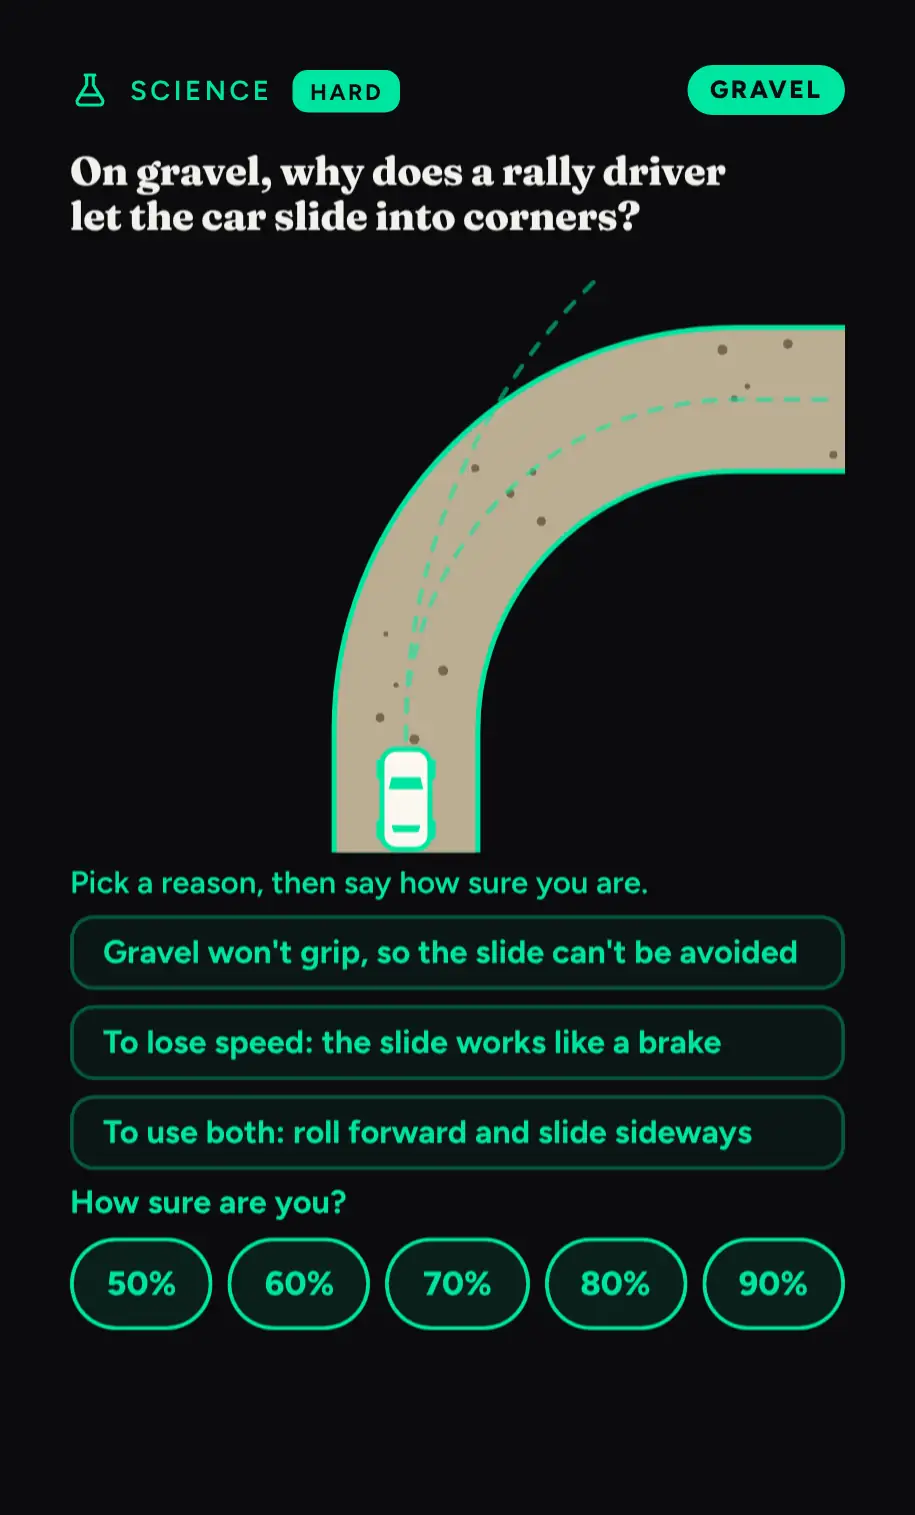 SCIENCE HARD GRAVEL
On gravel, why does a rally driver
let the car slide into corners?
Pick a reason, then say how sure you are.
Gravel won't grip, so the slide can't be avoided
To lose speed: the slide works like a brake
To use both: roll forward and slide sideways
How sure are you?
50% 60% 70% 80% 90%